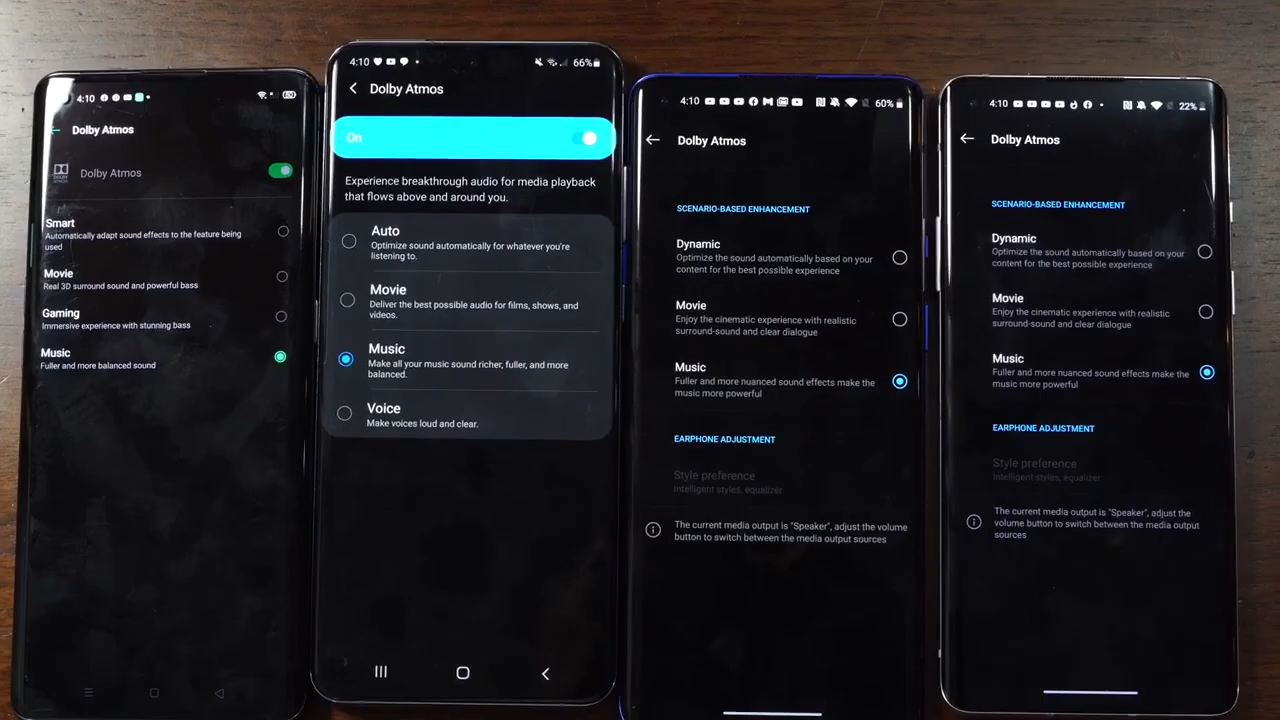 4:10
Dolby Atmos
Dolby Atmos
Smart
Automatically adapt sound effects to the feature being
used
Movie
Real 3D surround sound and powerful bass
Gaming
Immersive experience with stunning bass
Music
Fuller and more balanced sound
4:10 66%
Dolby Atmos
On
Experience breakthrough audio for media playback
that flows above and around you.
Auto
Optimize sound automatically for whatever you're
listening to.
Movie
Deliver the best possible audio for films, shows, and
videos.
Music
Make all your music sound richer, fuller, and more
balanced.
Voice
Make voices loud and clear.
4:10 60%
Dolby Atmos
SCENARIO-BASED ENHANCEMENT
Dynamic
Optimize the sound automatically based on your
content for the best possible experience
Movie
Enjoy the cinematic experience with realistic
surround-sound and clear dialogue
Music
Fuller and more nuanced sound effects make the
music more powerful
EARPHONE ADJUSTMENT
Style preference
Intelligent styles, equalizer
The current media output is "Speaker", adjust the volume
button to switch between the media output sources
4:10 22%
Dolby Atmos
SCENARIO-BASED ENHANCEMENT
Dynamic
Optimize the sound automatically based on your
content for the best possible experience
Movie
Enjoy the cinematic experience with realistic
surround-sound and clear dialogue
Music
Fuller and more nuanced sound effects make the
music more powerful
EARPHONE ADJUSTMENT
Style preference
Intelligent styles, equalizer
The current media output is "Speaker", adjust the
volume button to switch between the media output
sources